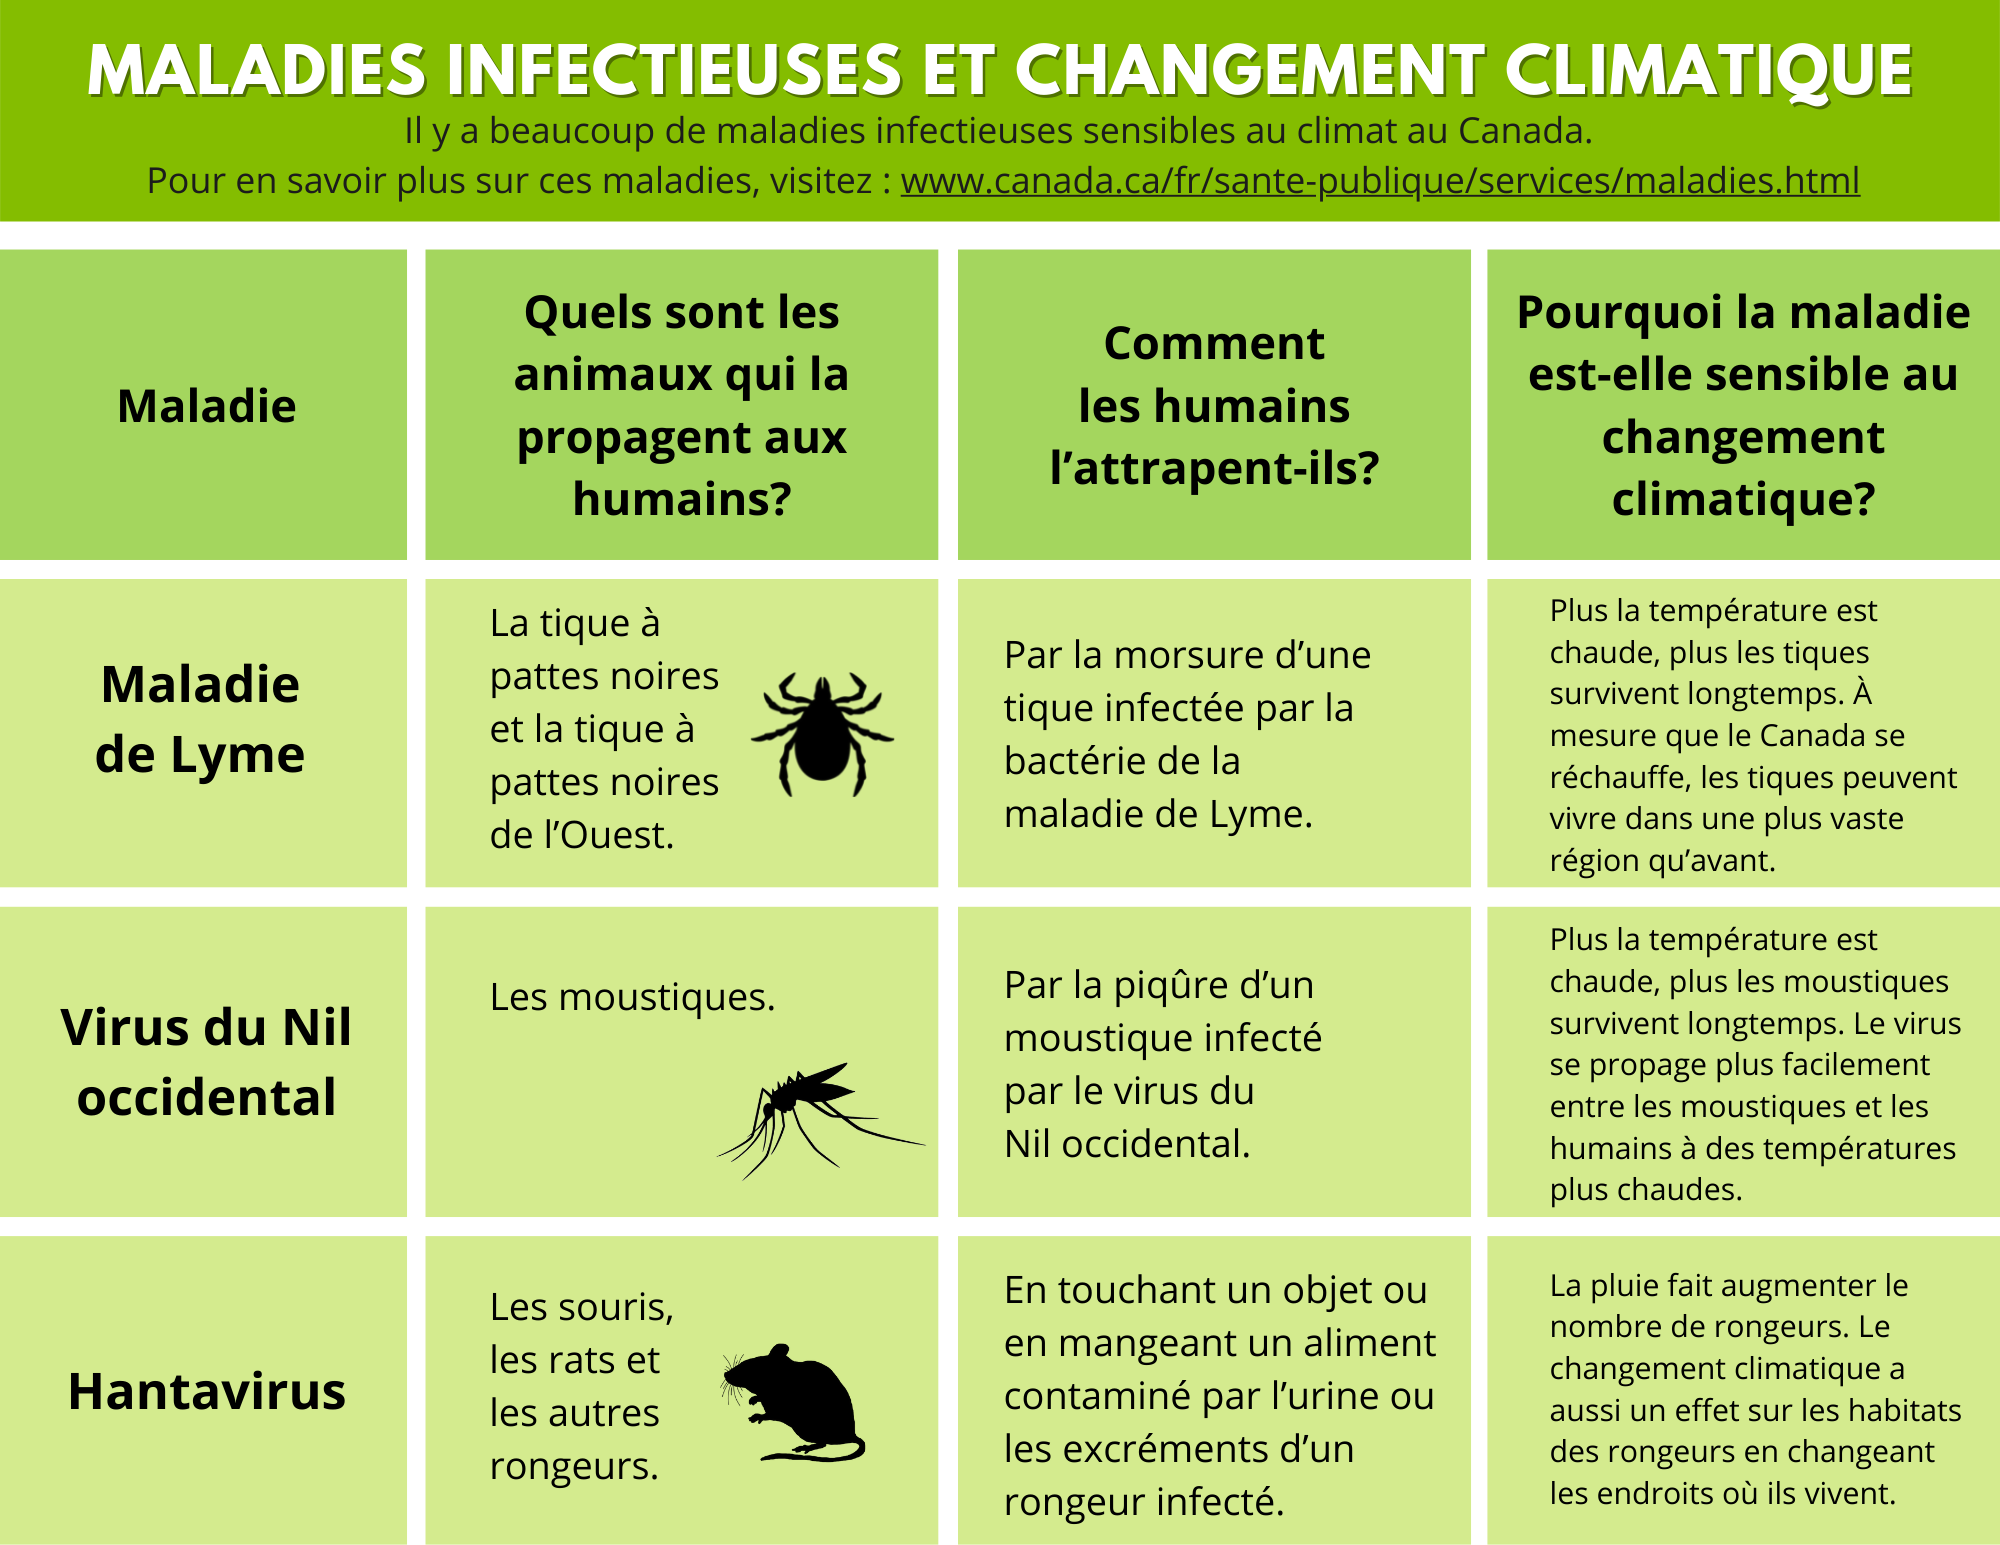 MALADIES INFECTIEUSES ET CHANGEMENT CLIMATIQUE
Il y a beaucoup de maladies infectieuses sensibles au climat au Canada.
Pour en savoir plus sur ces maladies, visitez : www.canada.ca/fr/sante-publique/services/maladies.html
Maladie
Quels sont les
animaux qui la
propagent aux
humains?
Comment
les humains
l’attrapent-ils?
Pourquoi la maladie
est-elle sensible au
changement
climatique?
Maladie
de Lyme
La tique à
pattes noires
et la tique à
pattes noires
de l’Ouest.
Par la morsure d’une
tique infectée par la
bactérie de la
maladie de Lyme.
Plus la température est
chaude, plus les tiques
survivent longtemps. À
mesure que le Canada se
réchauffe, les tiques peuvent
vivre dans une plus vaste
région qu’avant.
Virus du Nil
occidental
Les moustiques.
Par la piqûre d’un
moustique infecté
par le virus du
Nil occidental.
Plus la température est
chaude, plus les moustiques
survivent longtemps. Le virus
se propage plus facilement
entre les moustiques et les
humains à des températures
plus chaudes.
Hantavirus
Les souris,
les rats et
les autres
rongeurs.
En touchant un objet ou
en mangeant un aliment
contaminé par l’urine ou
les excréments d’un
rongeur infecté.
La pluie fait augmenter le
nombre de rongeurs. Le
changement climatique a
aussi un effet sur les habitats
des rongeurs en changeant
les endroits où ils vivent.